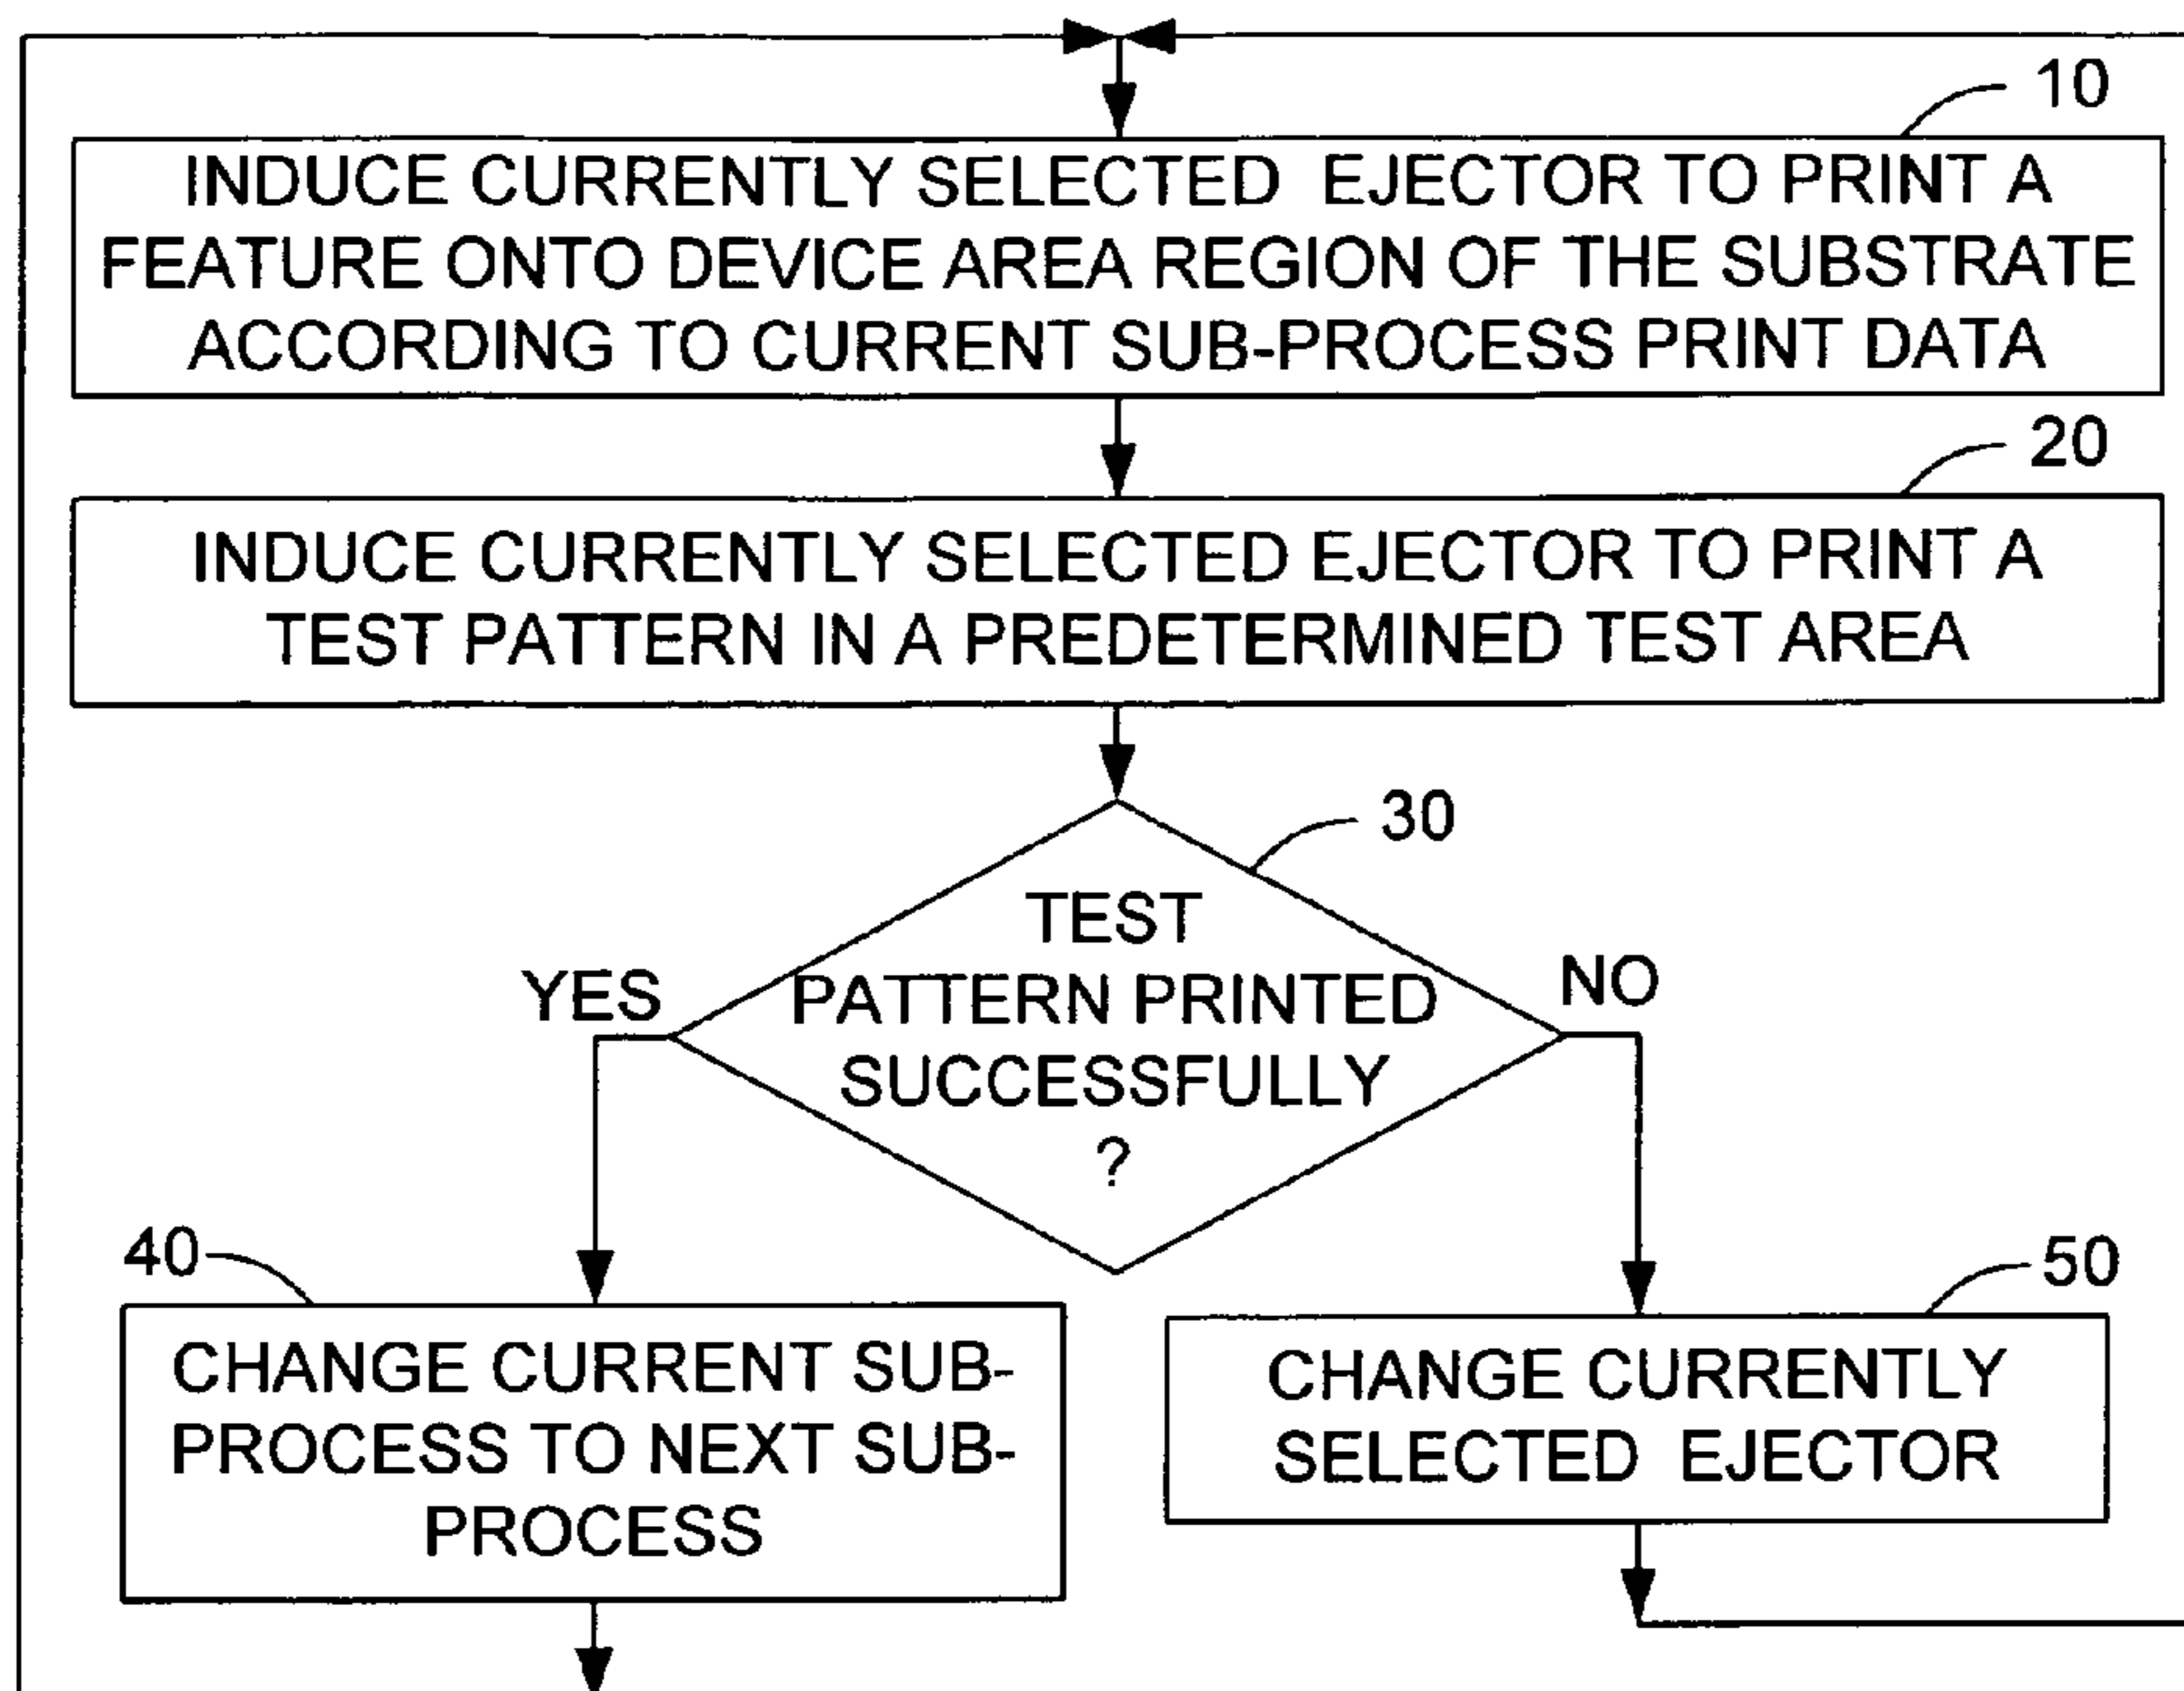 10
INDUCE CURRENTLY SELECTED EJECTOR TO PRINT A
FEATURE ONTO DEVICE AREA REGION OF THE SUBSTRATE
ACCORDING TO CURRENT SUB-PROCESS PRINT DATA
20
INDUCE CURRENTLY SELECTED EJECTOR TO PRINT A
TEST PATTERN IN A PREDETERMINED TEST AREA
30
TEST
PATTERN PRINTED
SUCCESSFULLY
?
YES
NO
40
CHANGE CURRENT SUB-
PROCESS TO NEXT SUB-
PROCESS
50
CHANGE CURRENTLY
SELECTED EJECTOR